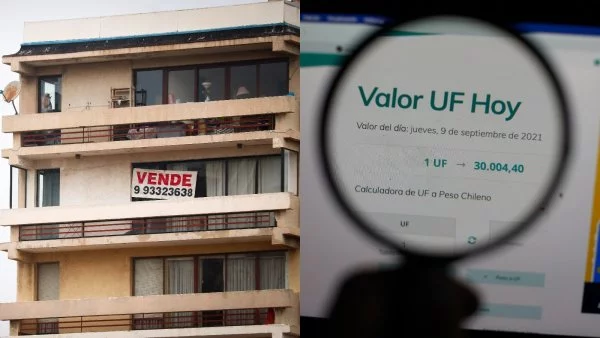 VENDE
9 93323638
Valor UF Hoy
Valor del día: jueves, 9 de septiembre de 2021
1 UF → 30.004,40
Calculadora de UF a Peso Chileno
UF